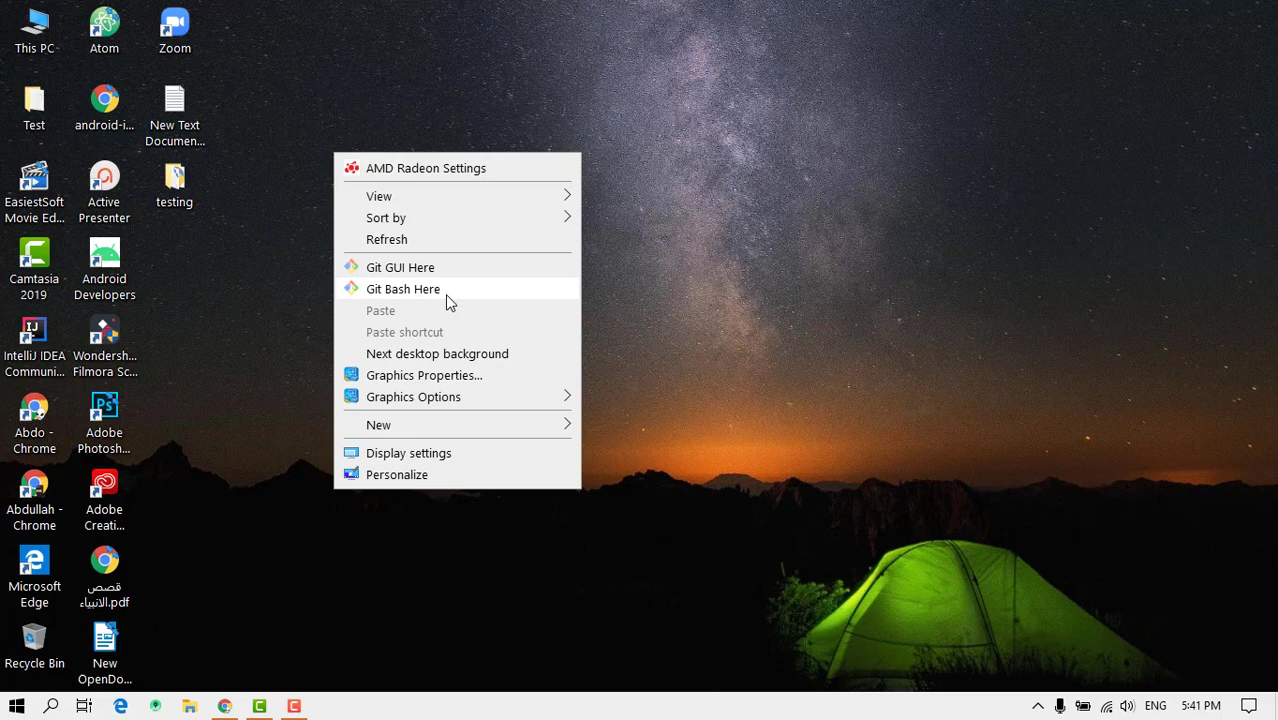 This PC
Atom
Zoom
Test
android-i...
New Text
Documen...
EasiestSoft
Movie Ed...
Active
Presenter
testing
Camtasia
2019
Android
Developers
IntelliJ IDEA
Communi...
Wondersh...
Filmora Sc...
Abdo -
Chrome
Adobe
Photosh...
Abdullah -
Chrome
Adobe
Creati...
Microsoft
Edge
قصص
الانبياء.pdf
Recycle Bin
New
OpenDo...
AMD Radeon Settings
View
Sort by
Refresh
Git GUI Here
Git Bash Here
Paste
Paste shortcut
Next desktop background
Graphics Properties...
Graphics Options
New
Display settings
Personalize
ENG
5:41 PM